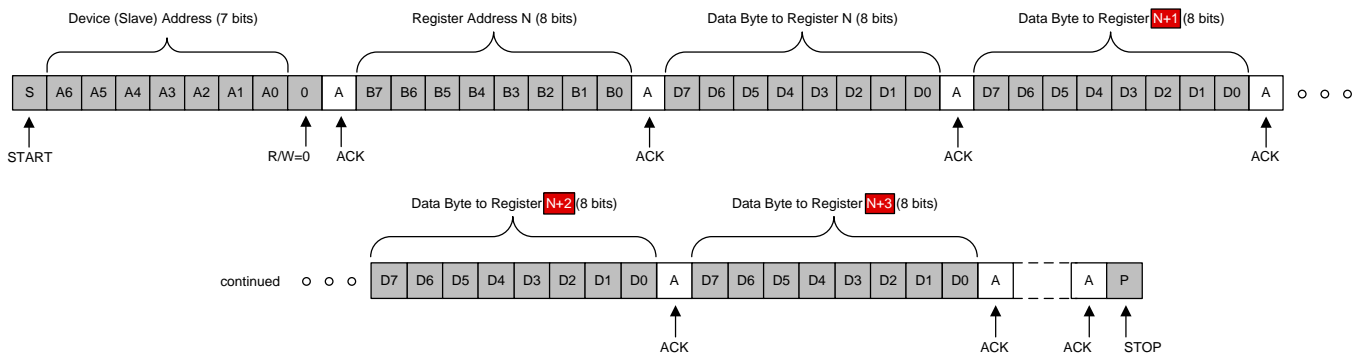 Device (Slave) Address (7 bits) Register Address N (8 bits) Data Byte to Register N (8 bits) Data Byte to Register N+1 (8 bits)
S A6 A5 A4 A3 A2 A1 A0 0 A B7 B6 B5 B4 B3 B2 B1 B0 A D7 D6 D5 D4 D3 D2 D1 D0 A D7 D6 D5 D4 D3 D2 D1 D0 A
START R/W=0 ACK ACK ACK ACK
Data Byte to Register N+2 (8 bits) Data Byte to Register N+3 (8 bits)
continued D7 D6 D5 D4 D3 D2 D1 D0 A D7 D6 D5 D4 D3 D2 D1 D0 A A P
ACK ACK ACK STOP